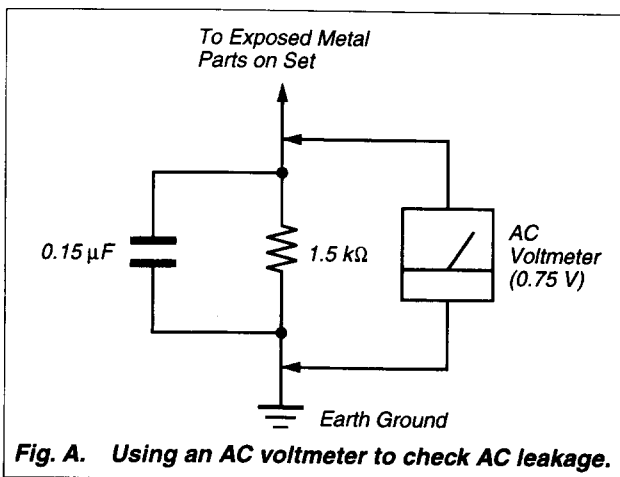 To Exposed Metal
Parts on Set
0.15 µF
1.5 kΩ
AC
Voltmeter
(0.75 V)
Earth Ground
Fig. A. Using an AC voltmeter to check AC leakage.